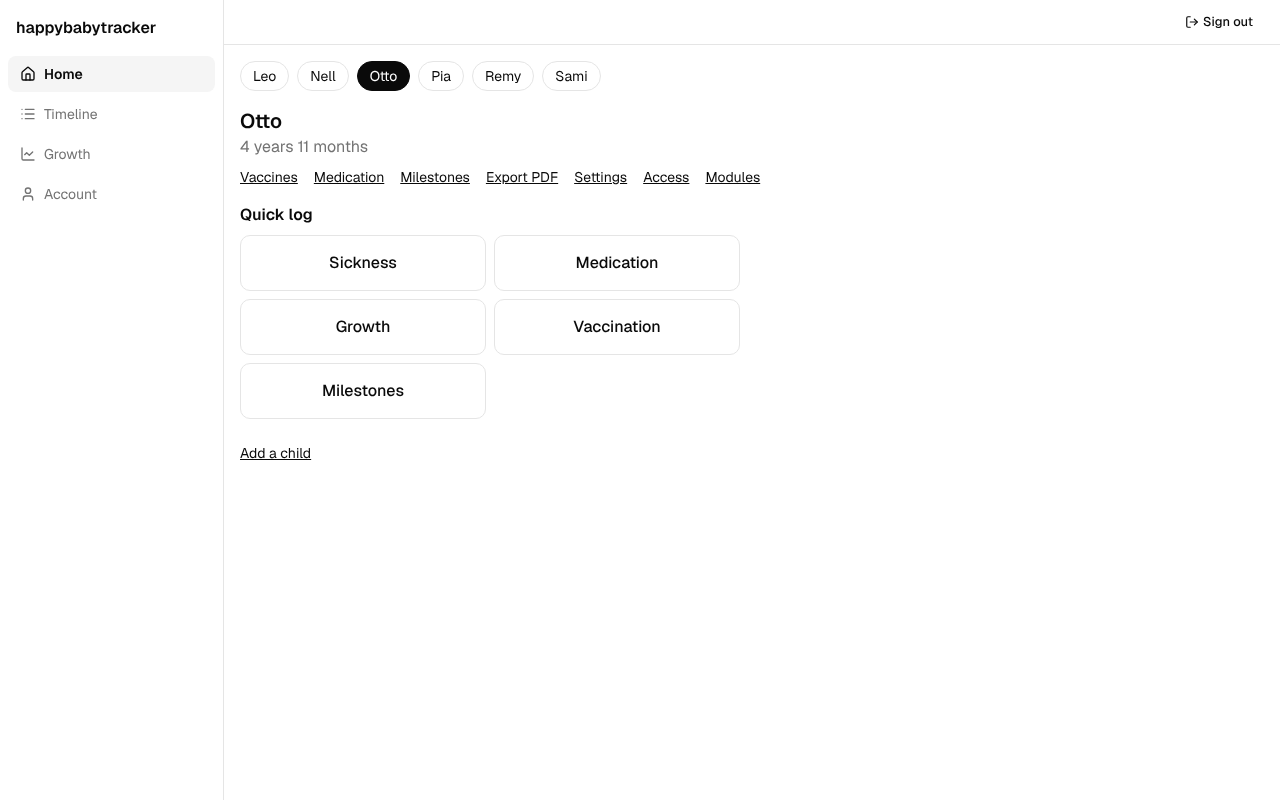 happybabytracker
Sign out
Home
Timeline
Growth
Account
Leo Nell Otto Pia Remy Sami
Otto
4 years 11 months
Vaccines Medication Milestones Export PDF Settings Access Modules
Quick log
Sickness Medication
Growth Vaccination
Milestones
Add a child